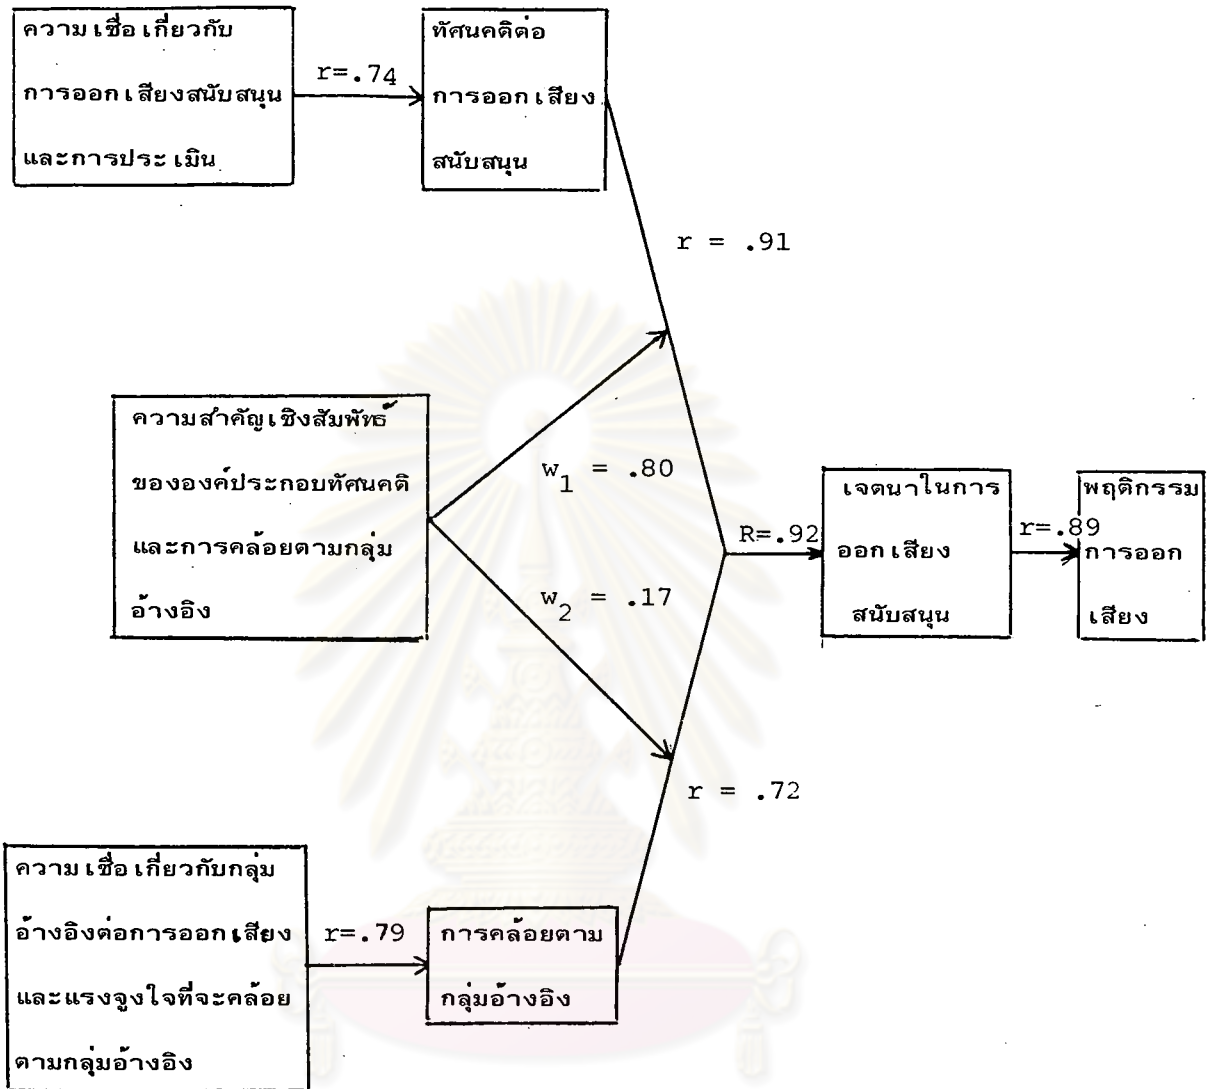 ความเชื่อเกี่ยวกับ
การออกเสียงสนับสนุน
และการประเมิน
r=.74
ทัศนคติต่อ
การออกเสียง
สนับสนุน
r = .91
ความสำคัญเชิงสัมพัทธ์
ขององค์ประกอบทัศนคติ
และการคล้อยตามกลุ่ม
อ้างอิง
w1 = .80
w2 = .17
R=.92
เจตนาในการ
ออกเสียง
สนับสนุน
r=.89
พฤติกรรม
การออก
เสียง
r = .72
ความเชื่อเกี่ยวกับกลุ่ม
อ้างอิงต่อการออกเสียง
และแรงจูงใจที่จะคล้อย
ตามกลุ่มอ้างอิง
r=.79
การคล้อยตาม
กลุ่มอ้างอิง